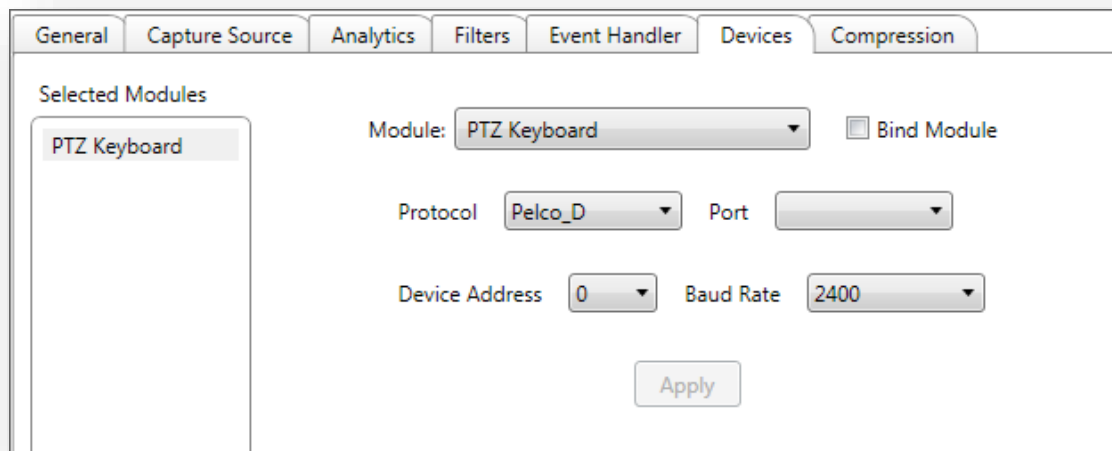 General Capture Source Analytics Filters Event Handler Devices Compression
Selected Modules
PTZ Keyboard
Module: PTZ Keyboard Bind Module
Protocol Pelco_D Port
Device Address 0 Baud Rate 2400
Apply